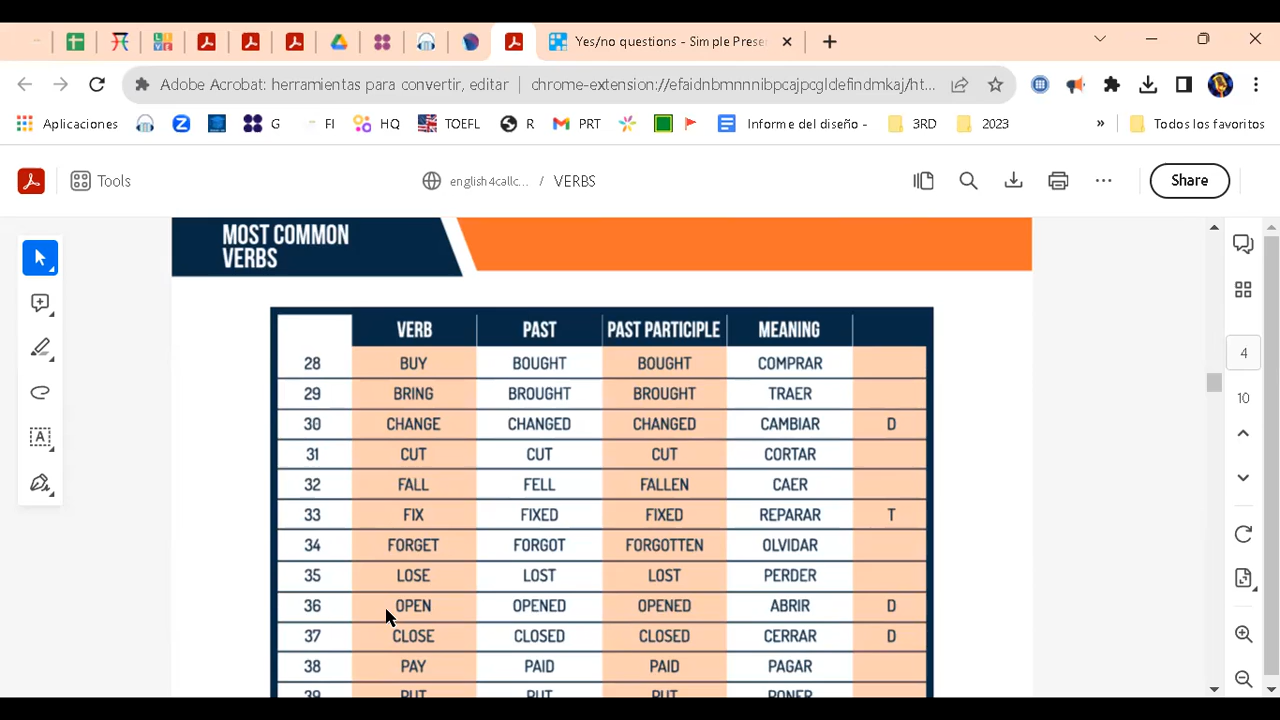 Yes/no questions - Simple Prese
Adobe Acrobat: herramientas para convertir, editar
chrome-extension://efaidnbmnnnibpcajpcglclefindmkaj/ht...
Aplicaciones
G
FI
HQ
TOEFL
R
PRT
Informe del diseño -
3RD
2023
»
Todos los favoritos
Tools
english4callc... / VERBS
Share
MOST COMMON
VERBS
VERB PAST PAST PARTICIPLE MEANING
28 BUY BOUGHT BOUGHT COMPRAR
29 BRING BROUGHT BROUGHT TRAER
30 CHANGE CHANGED CHANGED CAMBIAR D
31 CUT CUT CUT CORTAR
32 FALL FELL FALLEN CAER
33 FIX FIXED FIXED REPARAR T
34 FORGET FORGOT FORGOTTEN OLVIDAR
35 LOSE LOST LOST PERDER
36 OPEN OPENED OPENED ABRIR D
37 CLOSE CLOSED CLOSED CERRAR D
38 PAY PAID PAID PAGAR
39 PUT PUT PUT PONER
4
10